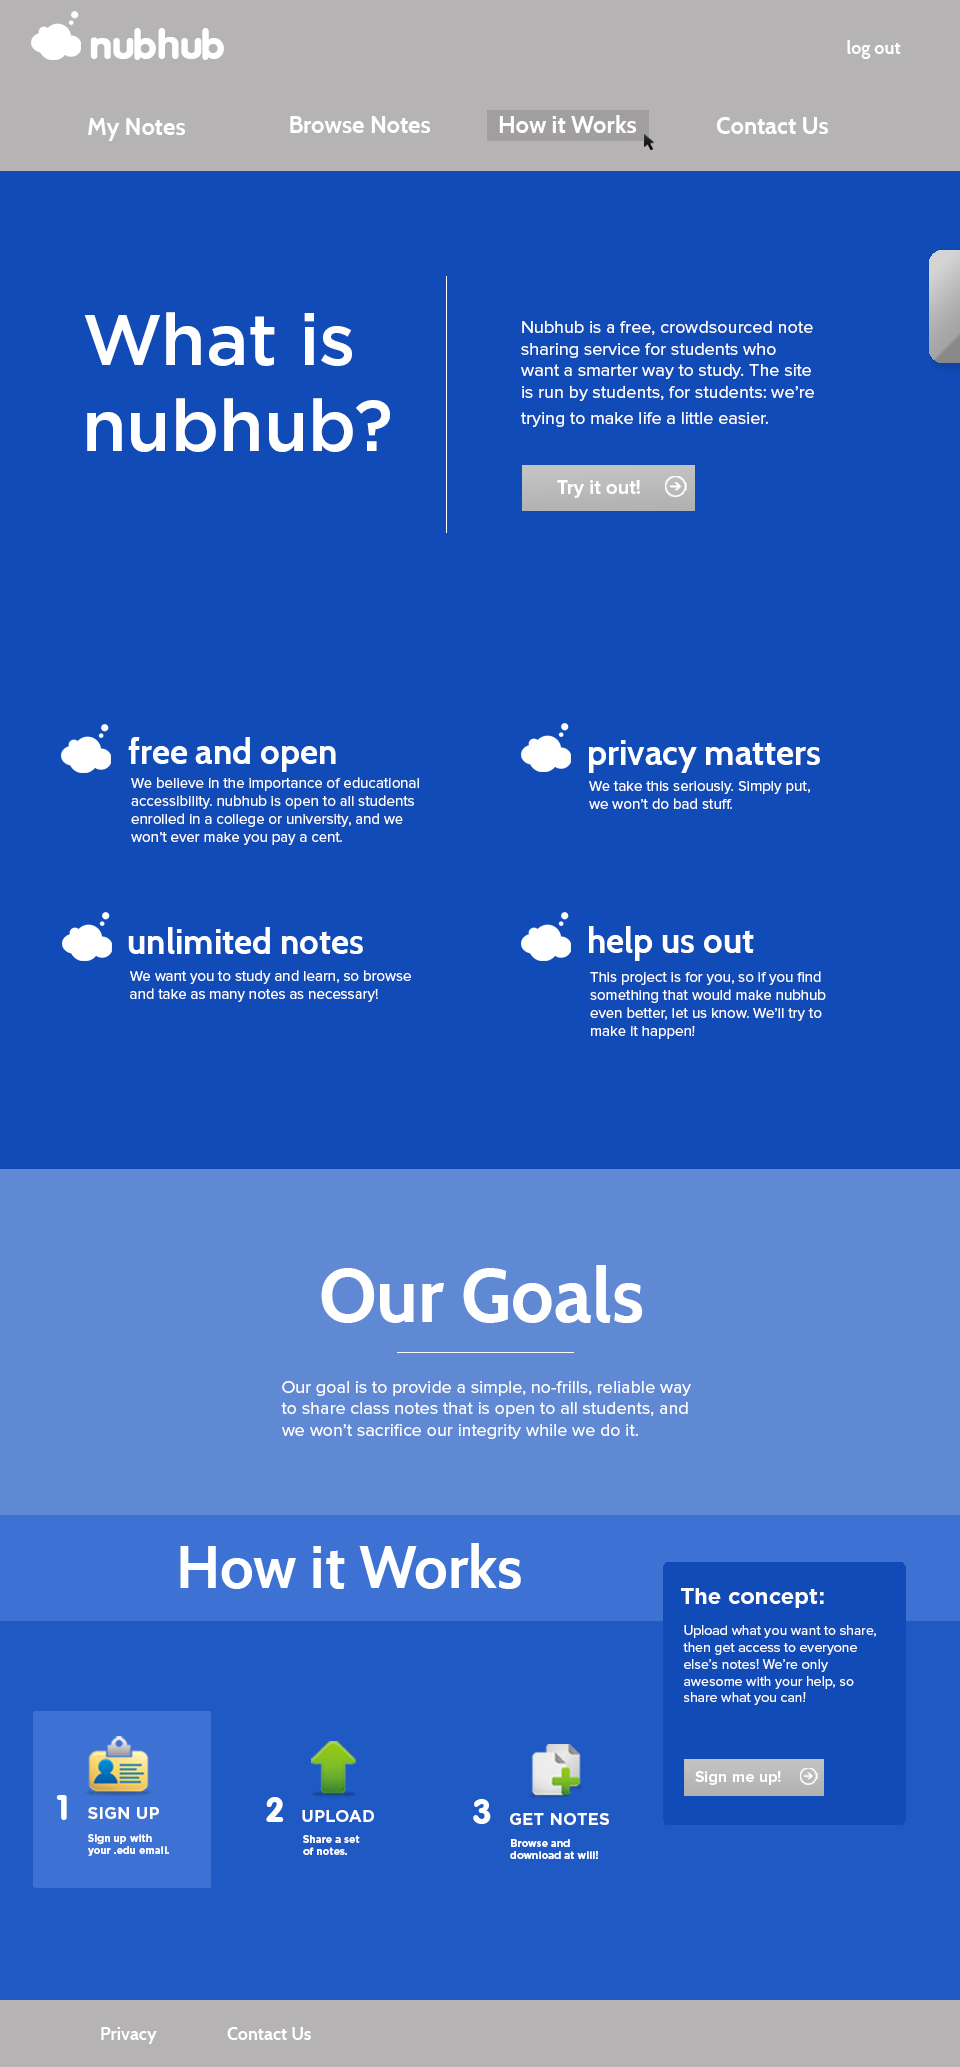 nubhub
log out
My Notes
Browse Notes
How it Works
Contact Us
What is
nubhub?
Nubhub is a free, crowdsourced note
sharing service for students who
want a smarter way to study. The site
is run by students, for students: we're
trying to make life a little easier.
Try it out!
free and open
We believe in the importance of educational
accessibility. nubhub is open to all students
enrolled in a college or university, and we
won't ever make you pay a cent.
privacy matters
We take this seriously. Simply put,
we won't do bad stuff.
unlimited notes
We want you to study and learn, so browse
and take as many notes as necessary!
help us out
This project is for you, so if you find
something that would make nubhub
even better, let us know. We'll try to
make it happen!
Our Goals
Our goal is to provide a simple, no-frills, reliable way
to share class notes that is open to all students, and
we won't sacrifice our integrity while we do it.
How it Works
The concept:
Upload what you want to share,
then get access to everyone
else's notes! We're only
awesome with your help, so
share what you can!
Sign me up!
1 SIGN UP
Sign up with
your .edu email.
2 UPLOAD
Share a set
of notes.
3 GET NOTES
Browse and
download at will!
Privacy
Contact Us